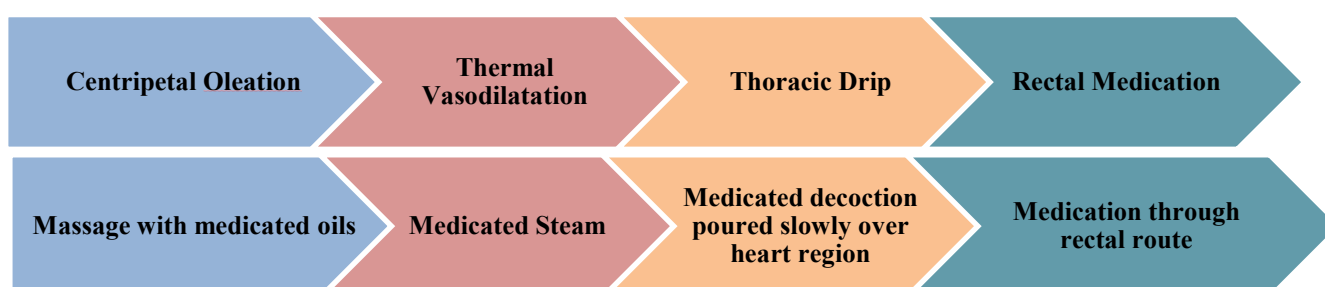 Centripetal Oleation
Thermal
Vasodilatation
Thoracic Drip
Rectal Medication
Massage with medicated oils
Medicated Steam
Medicated decoction
poured slowly over
heart region
Medication through
rectal route